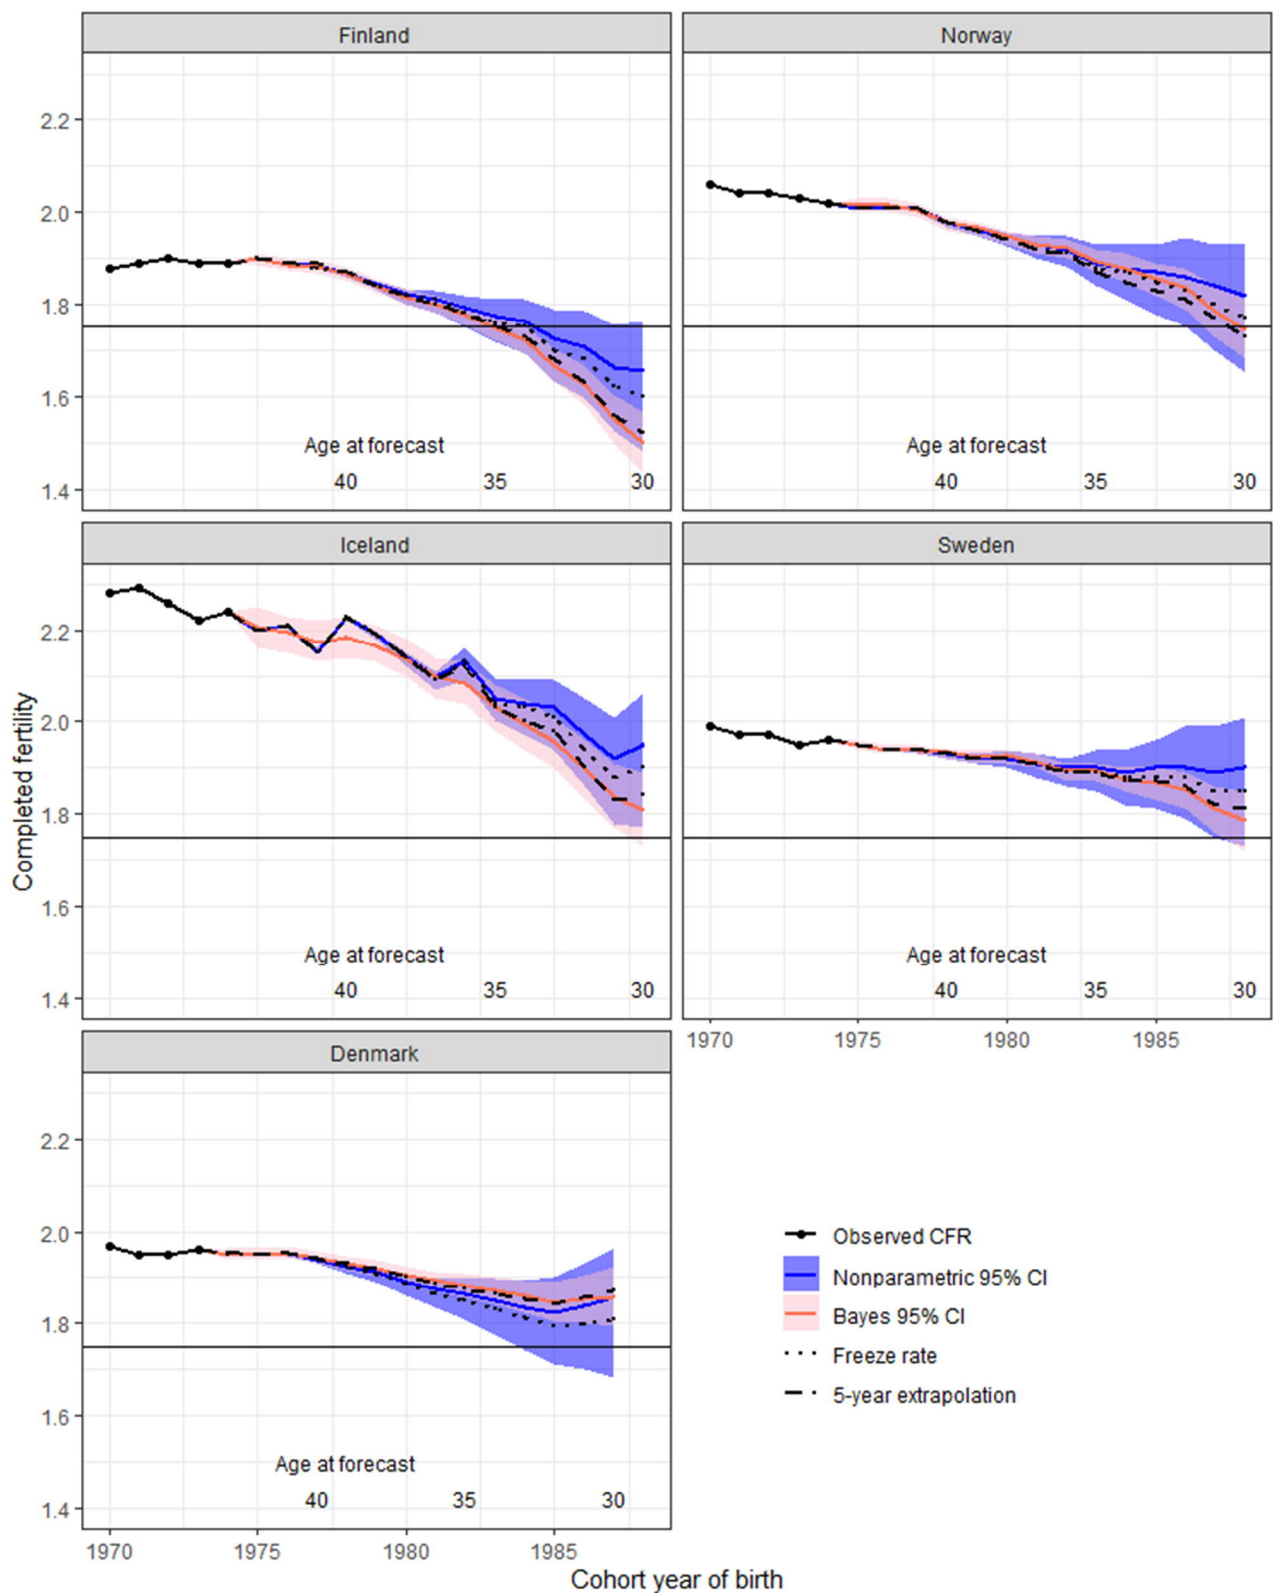 Finland
Norway
2.2
2.0
1.8
1.6
1.4
Age at forecast
40 35 30
Age at forecast
40 35 30
Iceland
Sweden
2.2
2.0
1.8
1.6
1.4
Age at forecast
40 35 30
Age at forecast
40 35 30
1970 1975 1980 1985
Completed fertility
Denmark
2.2
2.0
1.8
1.6
1.4
Age at forecast
40 35 30
1970 1975 1980 1985
Cohort year of birth
Observed CFR
Nonparametric 95% CI
Bayes 95% CI
Freeze rate
5-year extrapolation